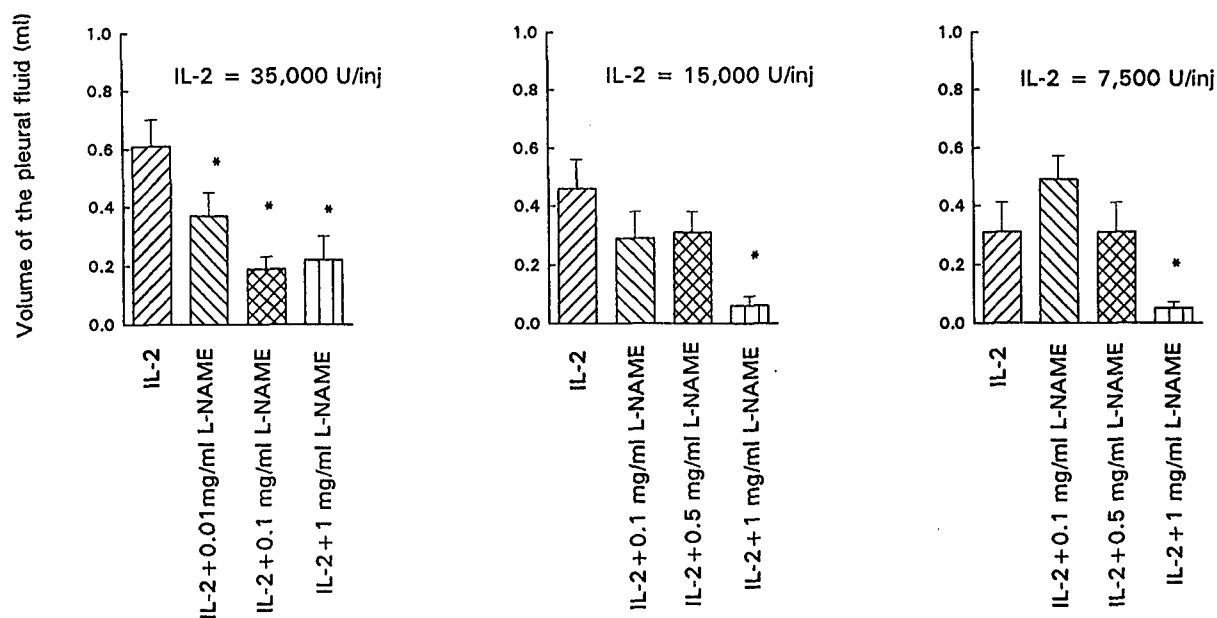 Volume of the pleural fluid (ml)
1.0
0.8
0.6
0.4
0.2
0.0
IL-2 = 35,000 U/inj
*
*
*
IL-2
IL-2+0.01mg/ml L-NAME
IL-2+0.1 mg/ml L-NAME
IL-2+1 mg/ml L-NAME
1.0
0.8
0.6
0.4
0.2
0.0
IL-2 = 15,000 U/inj
*
IL-2
IL-2+0.1 mg/ml L-NAME
IL-2+0.5 mg/ml L-NAME
IL-2+1 mg/ml L-NAME
1.0
0.8
0.6
0.4
0.2
0.0
IL-2 = 7,500 U/inj
*
IL-2
IL-2+0.1 mg/ml L-NAME
IL-2+0.5 mg/ml L-NAME
IL-2+1 mg/ml L-NAME